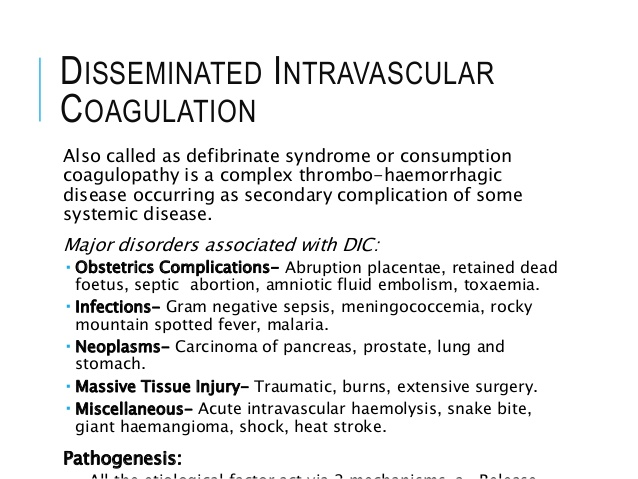 DISSEMINATED INTRAVASCULAR
COAGULATION
Also called as defibrinate syndrome or consumption
coagulopathy is a complex thrombo-haemorrhagic
disease occurring as secondary complication of some
systemic disease.
Major disorders associated with DIC:
Obstetrics Complications- Abruption placentae, retained dead
foetus, septic abortion, amniotic fluid embolism, toxaemia.
Infections- Gram negative sepsis, meningococcemia, rocky
mountain spotted fever, malaria.
Neoplasms- Carcinoma of pancreas, prostate, lung and
stomach.
Massive Tissue Injury- Traumatic, burns, extensive surgery.
Miscellaneous- Acute intravascular haemolysis, snake bite,
giant haemangioma, shock, heat stroke.
Pathogenesis: